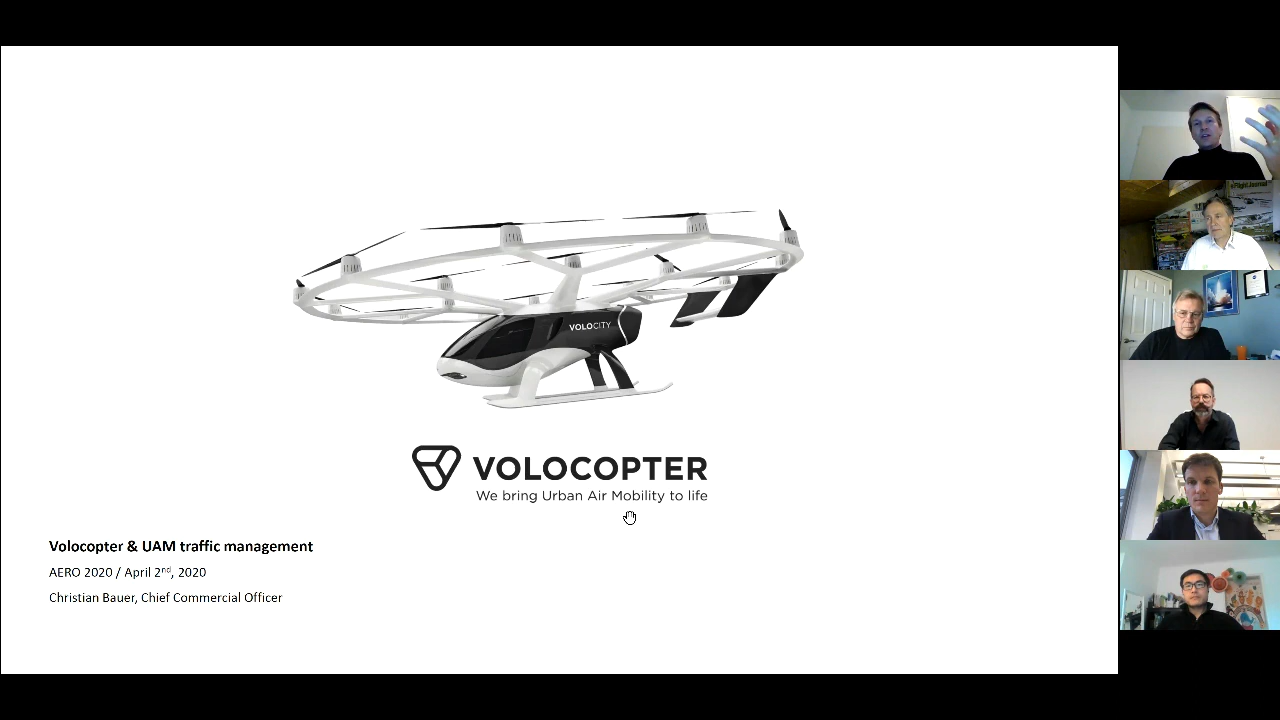 VOLOCITY
VOLOCOPTER
We bring Urban Air Mobility to life
Volocopter & UAM traffic management
AERO 2020 / April 2nd, 2020
Christian Bauer, Chief Commercial Officer